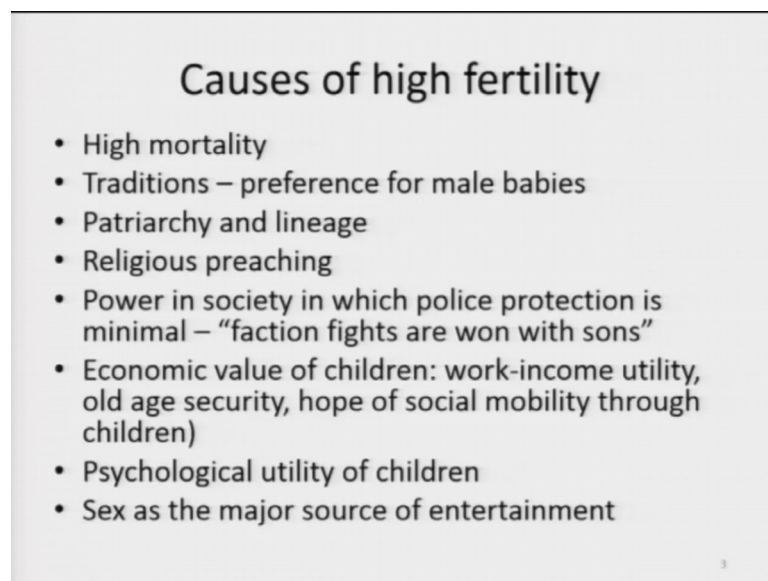 Causes of high fertility
• High mortality
• Traditions – preference for male babies
• Patriarchy and lineage
• Religious preaching
• Power in society in which police protection is
minimal – “faction fights are won with sons”
• Economic value of children: work-income utility,
old age security, hope of social mobility through
children)
• Psychological utility of children
• Sex as the major source of entertainment
3